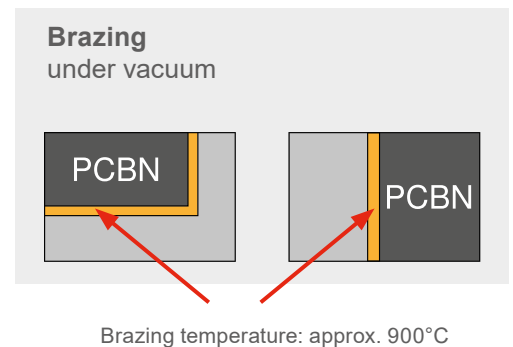 Brazing
under vacuum
PCBN
PCBN
Brazing temperature: approx. 900°C